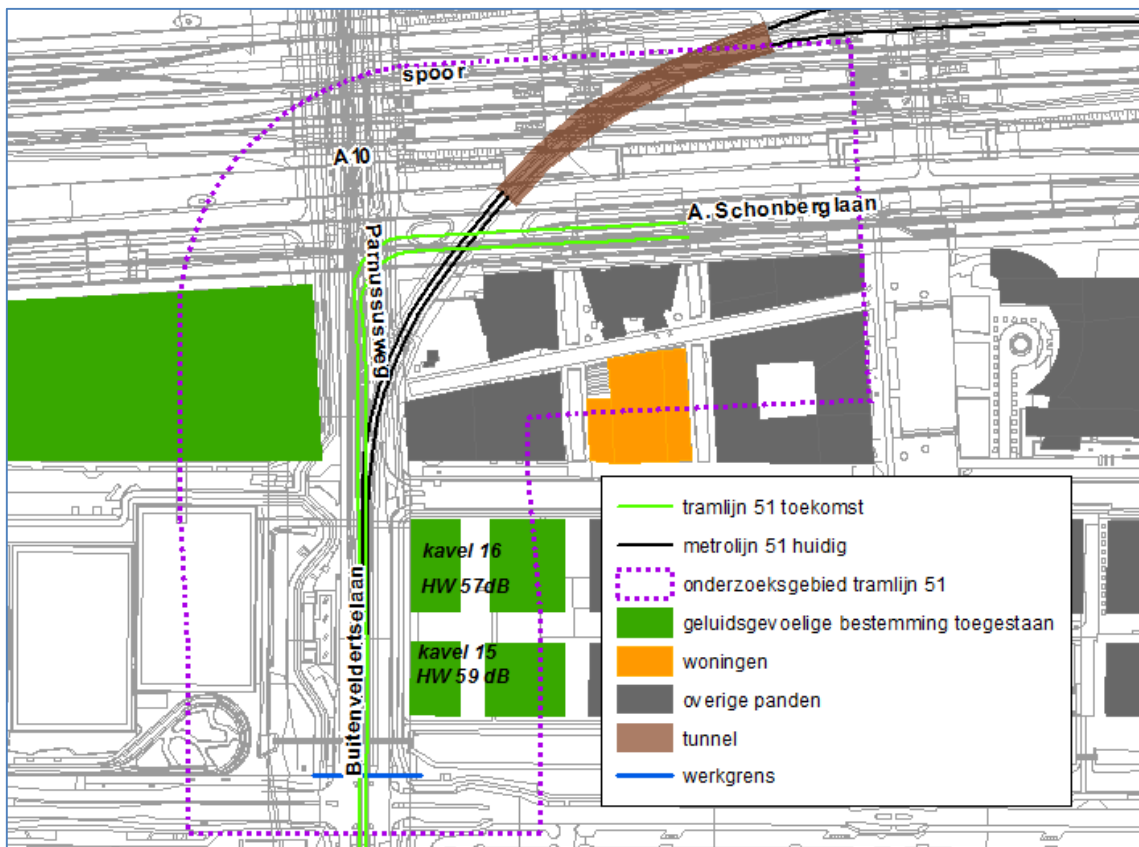 spoor
A 10
A. Schonberglaan
Parnussusweg
kavel 16
HW 57dB
kavel 15
HW 59 dB
Buitenveldertselaan
tramlijn 51 toekomst
metrolijn 51 huidig
onderzoeksgebied tramlijn 51
geluidsgevoelige bestemming toegestaan
woningen
overige panden
tunnel
werkgrens